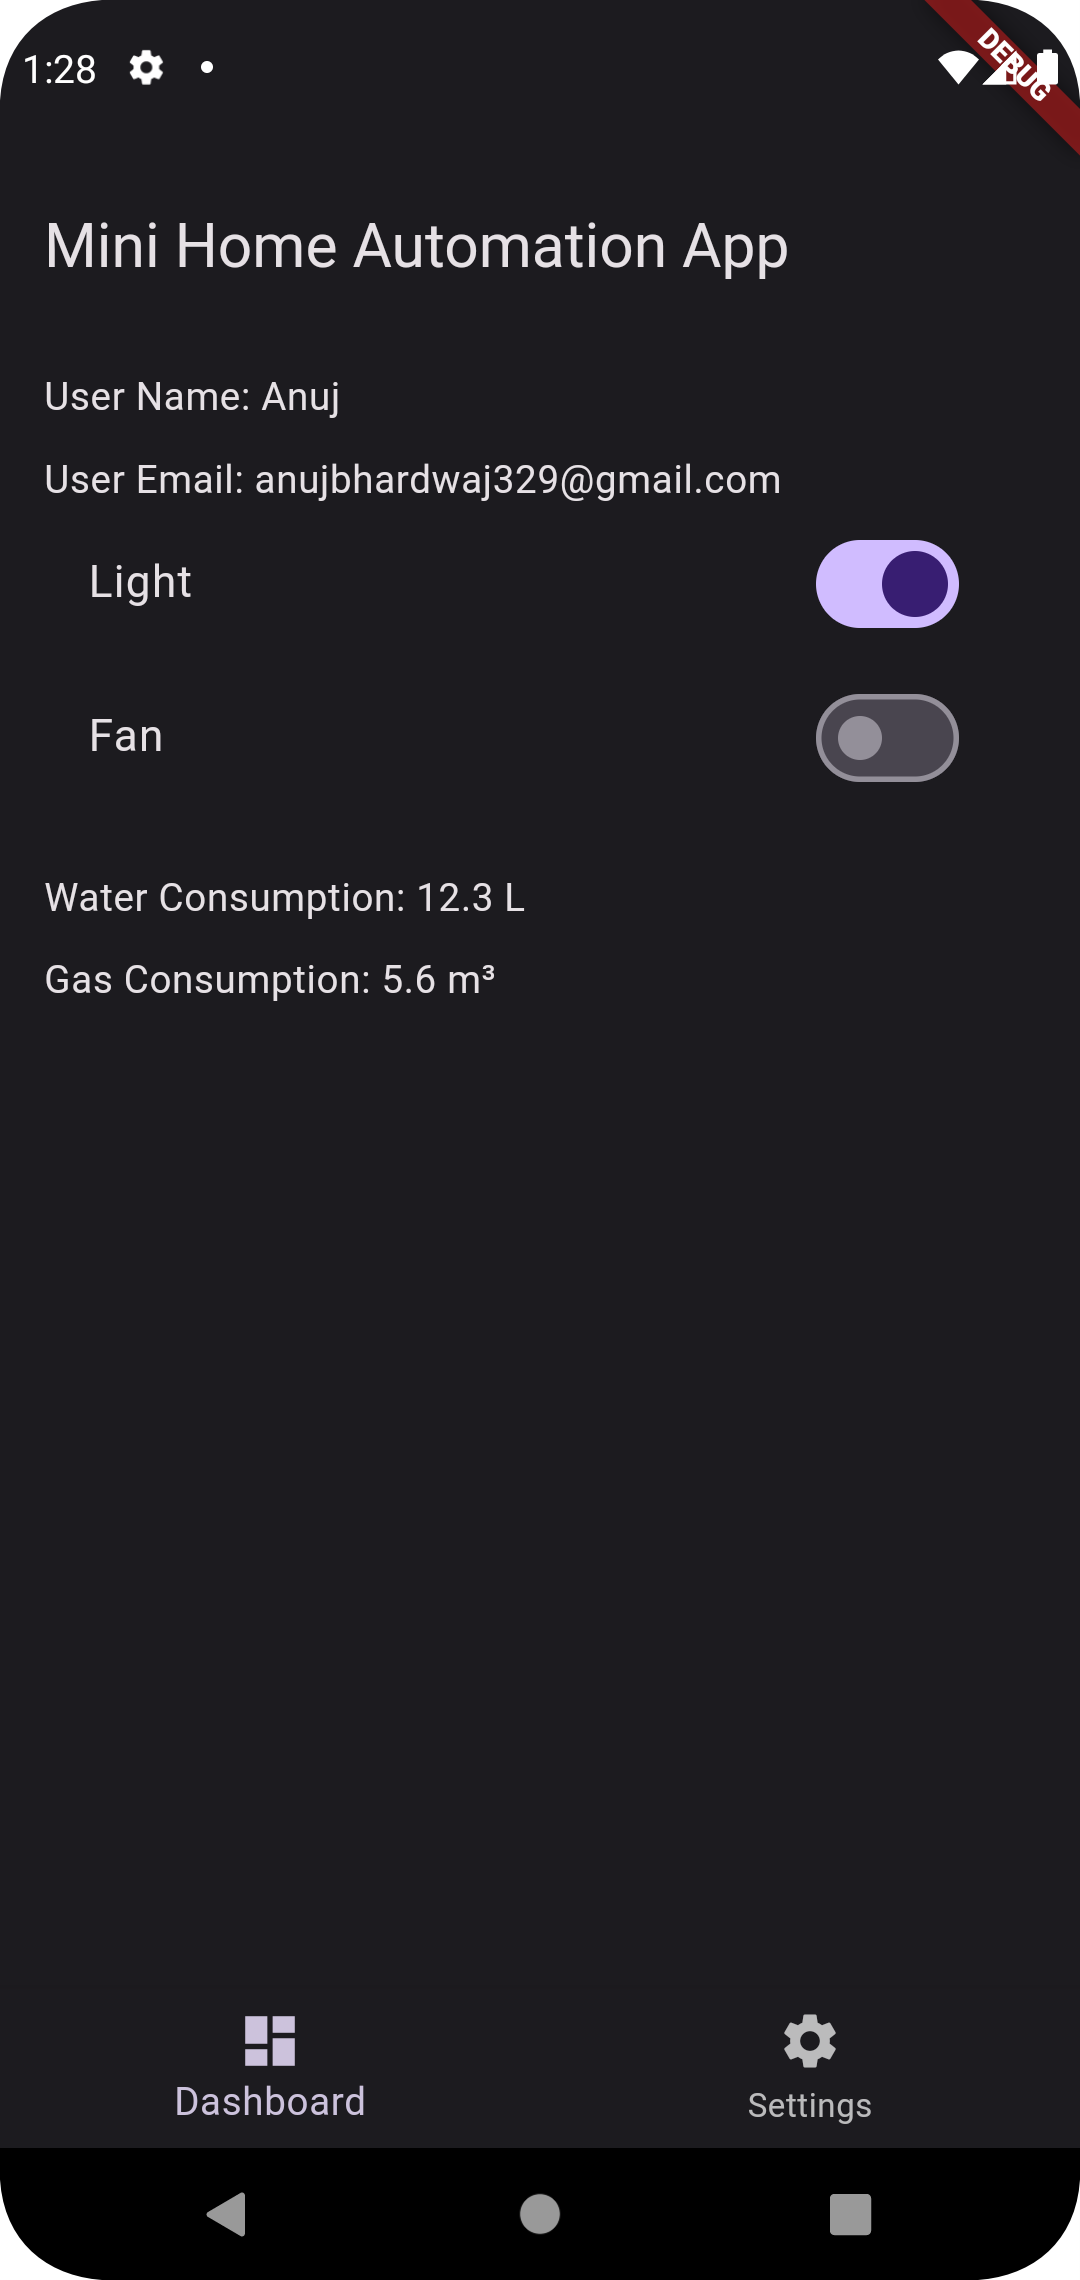 1:28
DEBUG
Mini Home Automation App
User Name: Anuj
User Email: anujbhardwaj329@gmail.com
Light
Fan
Water Consumption: 12.3 L
Gas Consumption: 5.6 m³
Dashboard
Settings